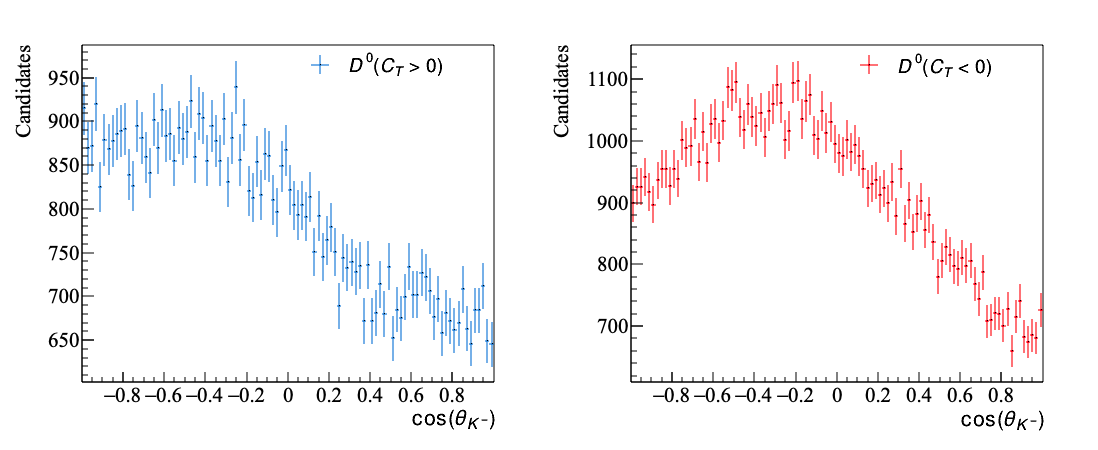 Candidates
950
900
850
800
750
700
650
D⁰(C_T > 0)
−0.8 −0.6 −0.4 −0.2 0 0.2 0.4 0.6 0.8
cos(θ_K⁻)
Candidates
1100
1000
900
800
700
D⁰(C_T < 0)
−0.8 −0.6 −0.4 −0.2 0 0.2 0.4 0.6 0.8
cos(θ_K⁻)